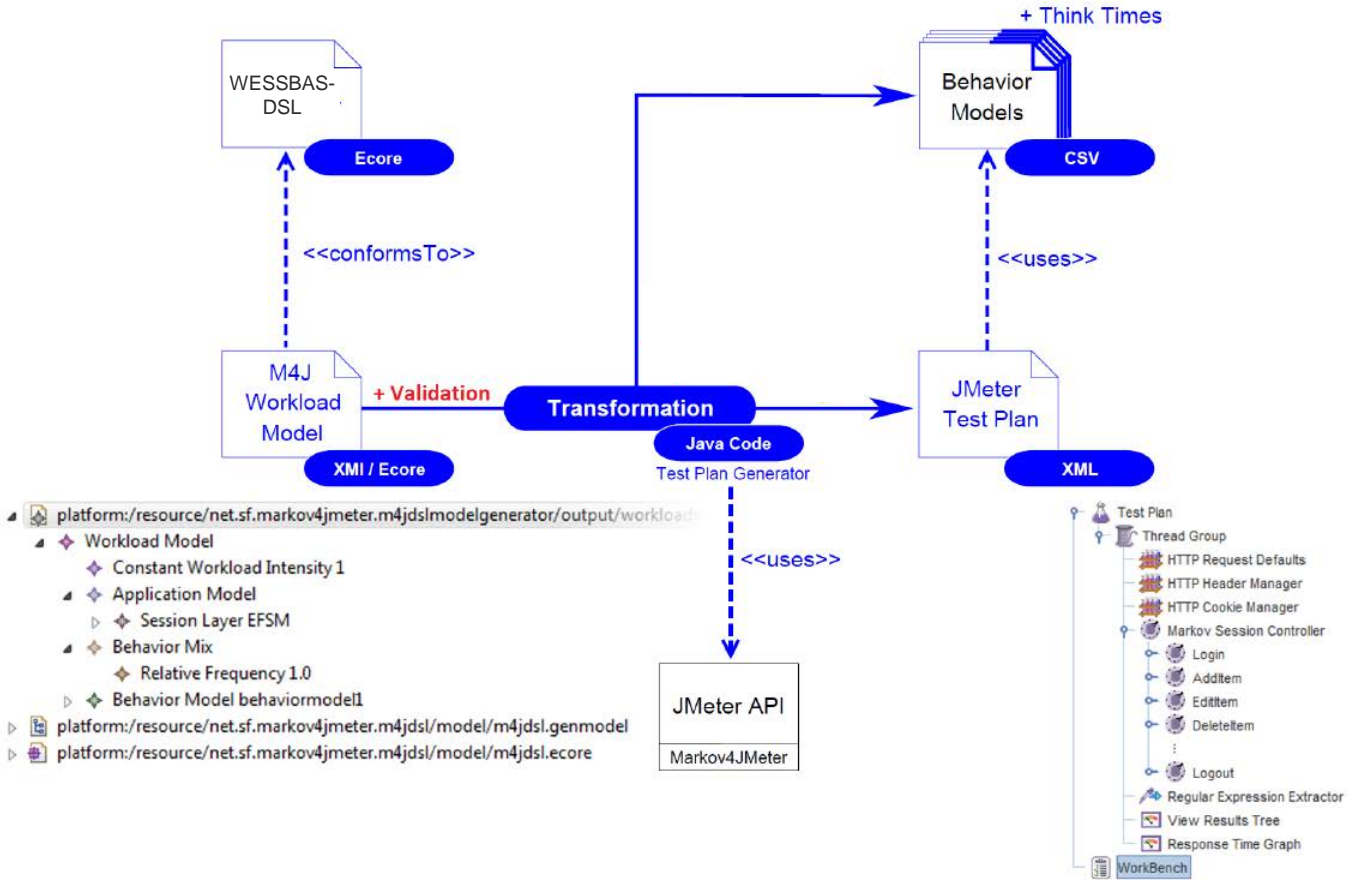 + Think Times
WESSBAS-
DSL
Ecore
Behavior
Models
CSV
<<conformsTo>>
<<uses>>
M4J
Workload
Model
XMI / Ecore
+ Validation
Transformation
Java Code
Test Plan Generator
JMeter
Test Plan
XML
<<uses>>
JMeter API
Markov4JMeter
platform:/resource/net.sf.markov4jmeter.m4jdslmodelgenerator/output/workload
Workload Model
Constant Workload Intensity 1
Application Model
Session Layer EFSM
Behavior Mix
Relative Frequency 1.0
Behavior Model behaviormodel1
platform:/resource/net.sf.markov4jmeter.m4jdsl/model/m4jdsl.genmodel
platform:/resource/net.sf.markov4jmeter.m4jdsl/model/m4jdsl.ecore
Test Plan
Thread Group
HTTP Request Defaults
HTTP Header Manager
HTTP Cookie Manager
Markov Session Controller
Login
AddItem
EditItem
DeleteItem
⋮
Logout
Regular Expression Extractor
View Results Tree
Response Time Graph
WorkBench